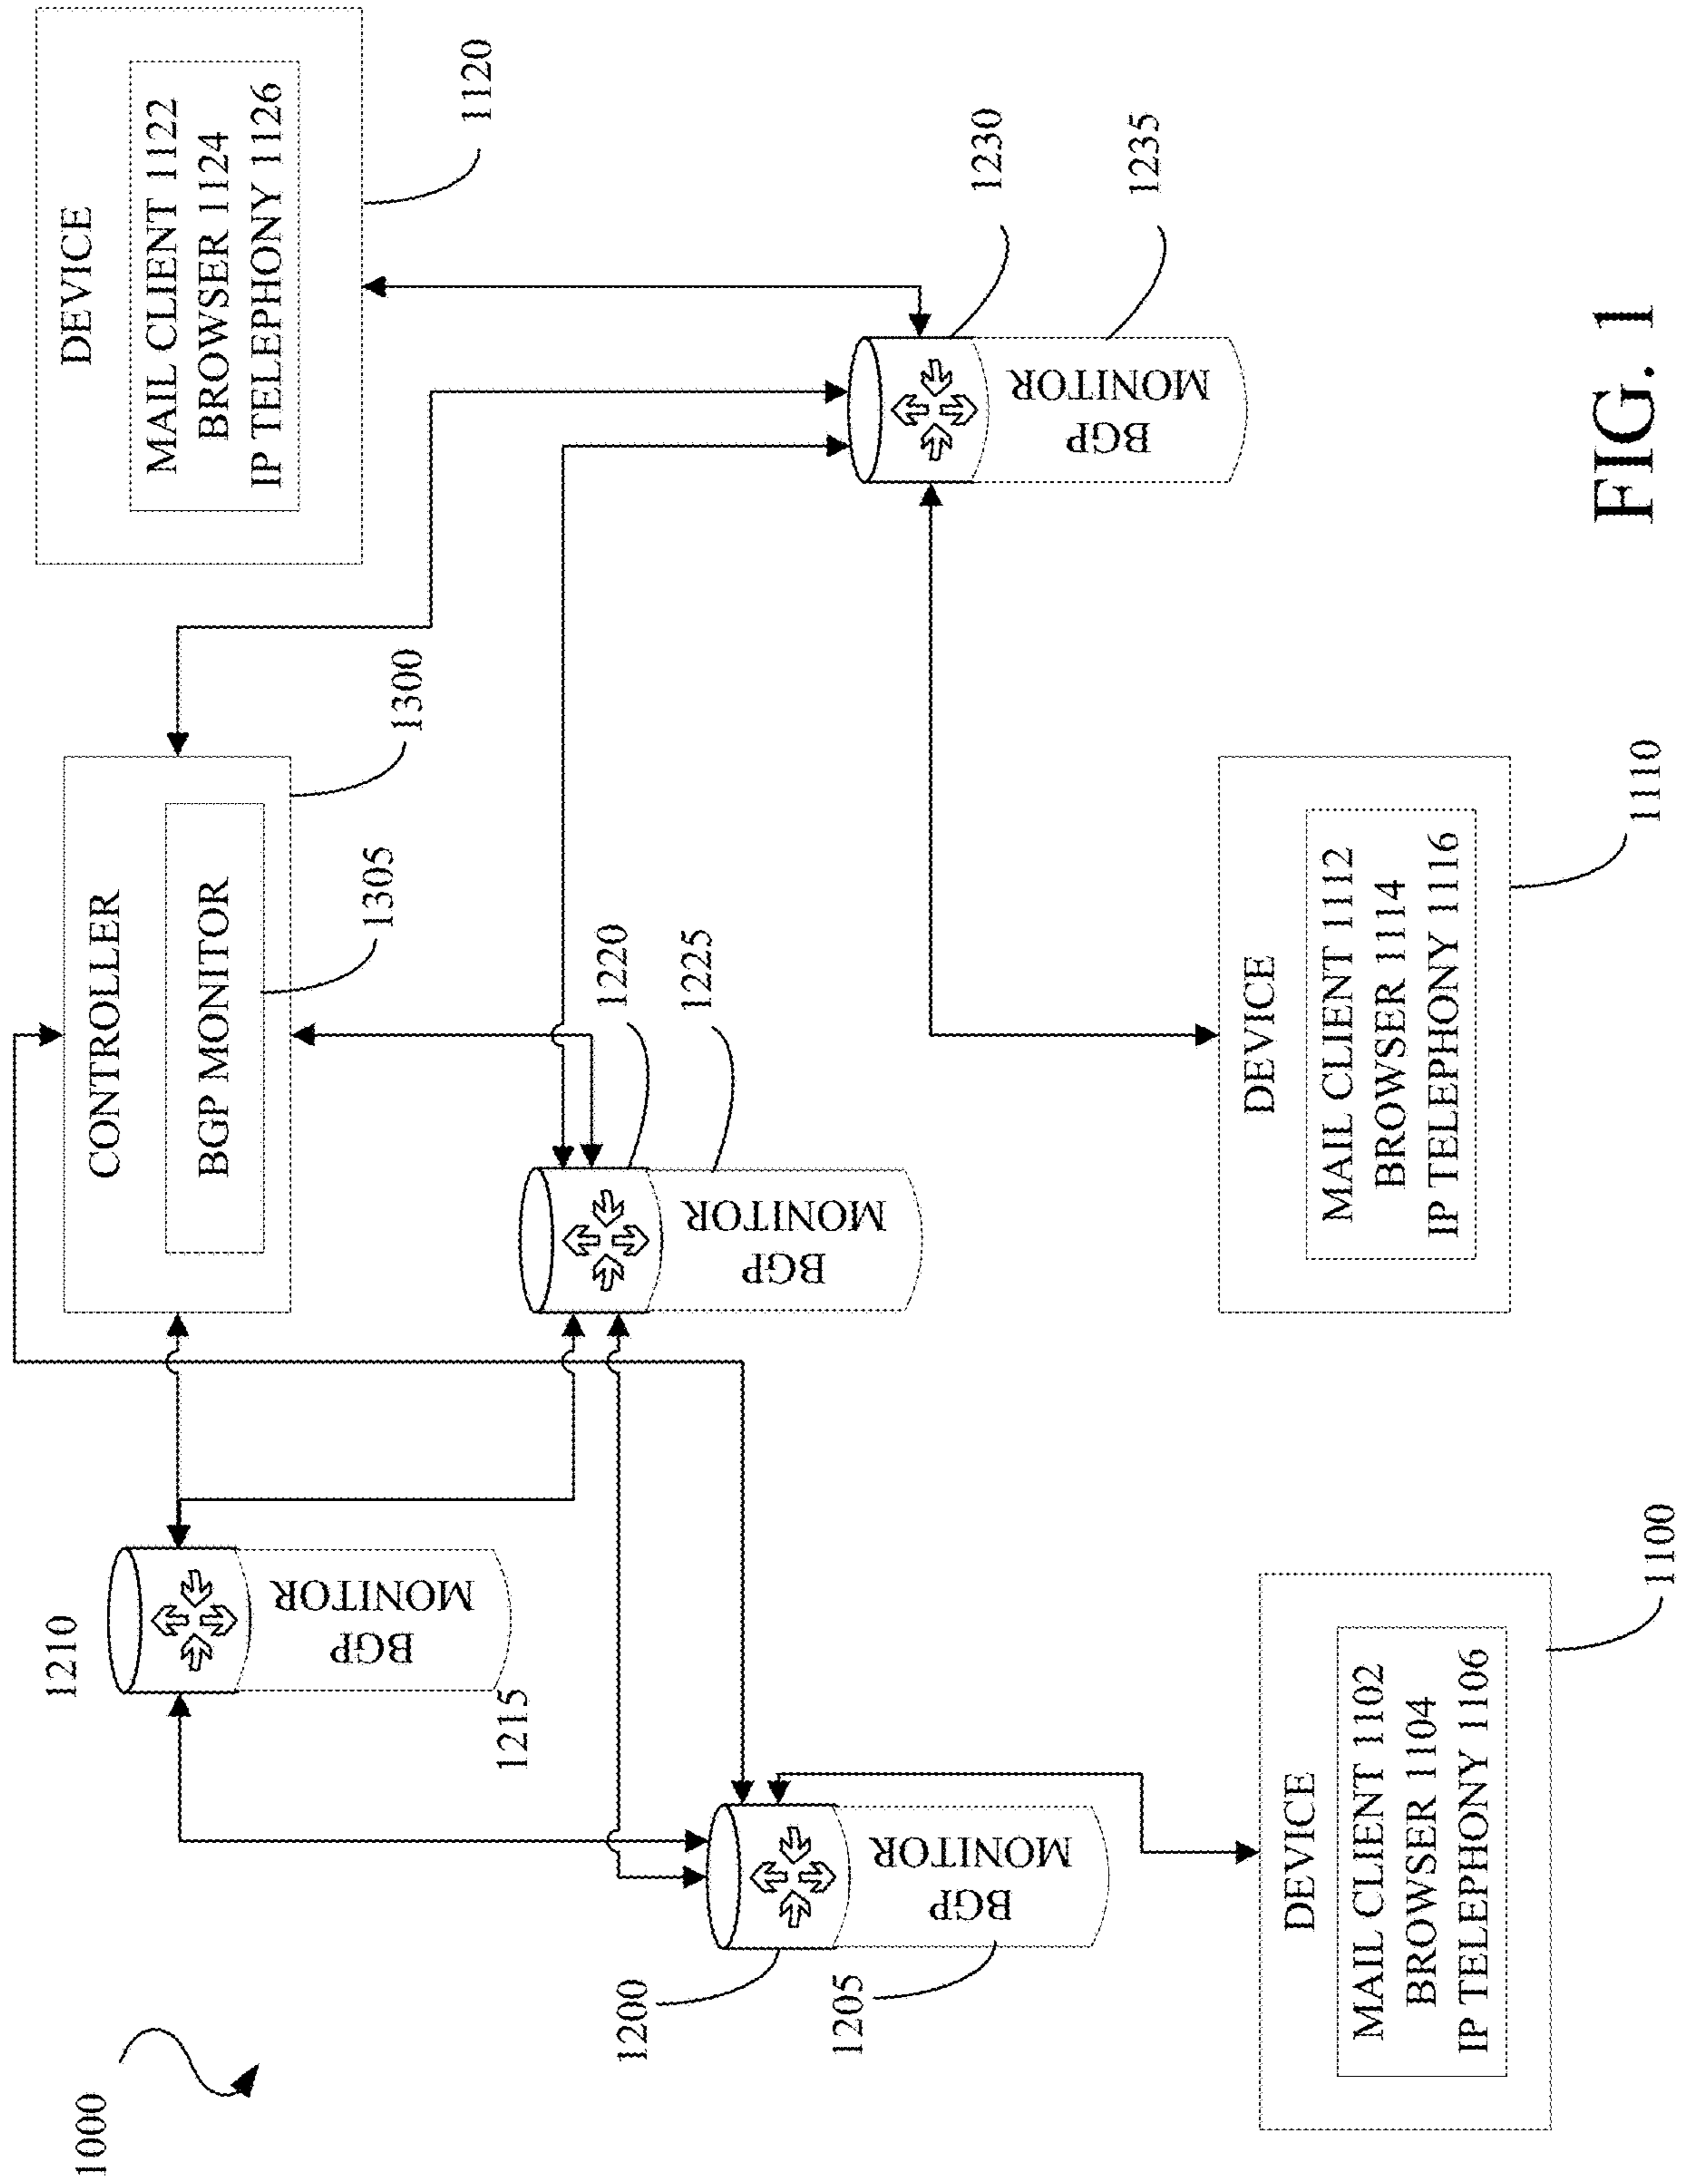 1000
1210
BGP
MONITOR
1215
CONTROLLER
BGP MONITOR
1300
1305
DEVICE
MAIL CLIENT 1122
BROWSER 1124
IP TELEPHONY 1126
1120
BGP
MONITOR
1220
1225
1200
BGP
MONITOR
1205
1230
BGP
MONITOR
1235
DEVICE
MAIL CLIENT 1102
BROWSER 1104
IP TELEPHONY 1106
1100
DEVICE
MAIL CLIENT 1112
BROWSER 1114
IP TELEPHONY 1116
1110
FIG. 1